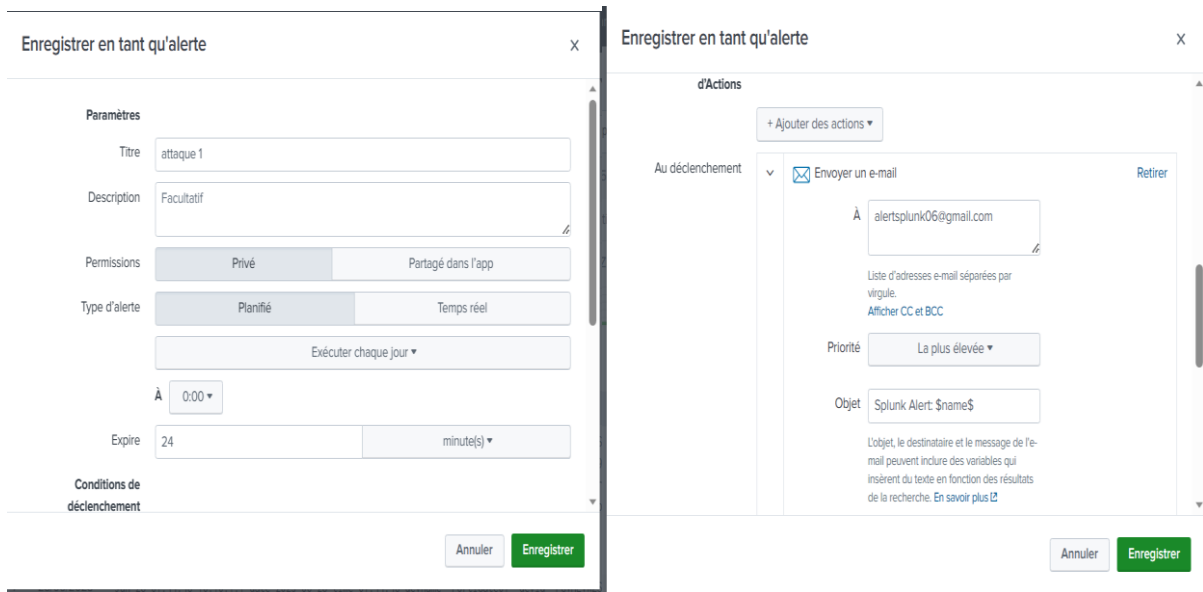 Enregistrer en tant qu'alerte
X
Paramètres
Titre
attaque 1
Description
Facultatif
Permissions
Privé
Partagé dans l'app
Type d'alerte
Planifié
Temps réel
Exécuter chaque jour
À
0:00
Expire
24
minute(s)
Conditions de
déclenchement
Annuler
Enregistrer
Enregistrer en tant qu'alerte
X
d'Actions
+ Ajouter des actions
Au déclenchement
Envoyer un e-mail
Retirer
À
alertsplunk06@gmail.com
Liste d'adresses e-mail séparées par
virgule.
Afficher CC et BCC
Priorité
La plus élevée
Objet
Splunk Alert: $name$
L'objet, le destinataire et le message de l'e-
mail peuvent inclure des variables qui
insèrent du texte en fonction des résultats
de la recherche. En savoir plus
Annuler
Enregistrer